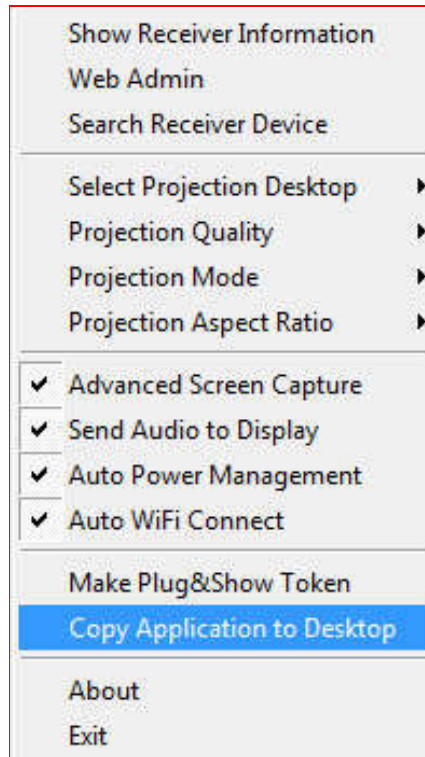 Show Receiver Information
Web Admin
Search Receiver Device
Select Projection Desktop
Projection Quality
Projection Mode
Projection Aspect Ratio
Advanced Screen Capture
Send Audio to Display
Auto Power Management
Auto WiFi Connect
Make Plug&Show Token
Copy Application to Desktop
About
Exit